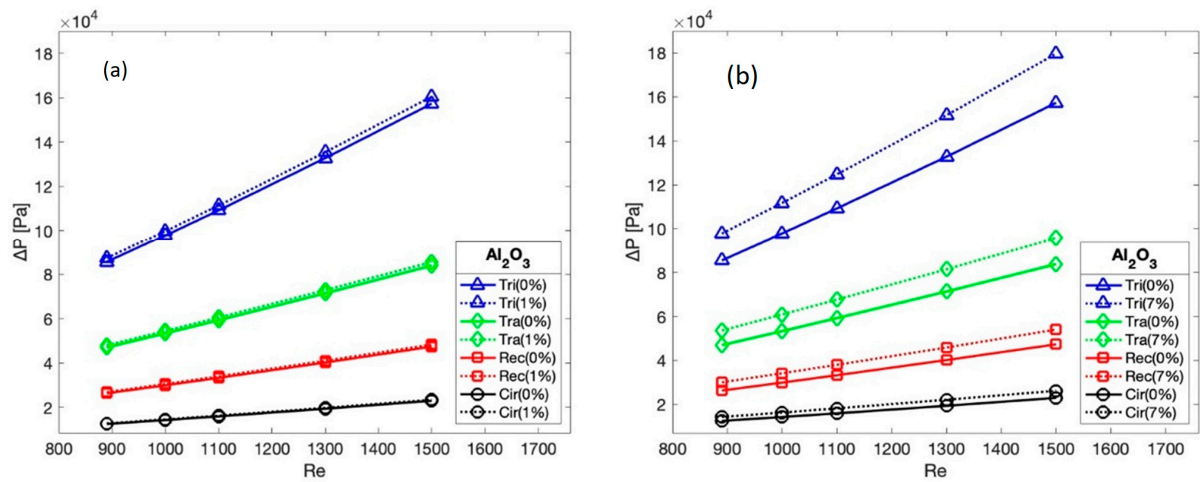 ×10⁴
(a)
18
16
14
12
10
8
6
4
2
ΔP [Pa]
800 900 1000 1100 1200 1300 1400 1500 1600 1700
Re
Al₂O₃
Tri(0%)
Tri(1%)
Tra(0%)
Tra(1%)
Rec(0%)
Rec(1%)
Cir(0%)
Cir(1%)
×10⁴
(b)
18
16
14
12
10
8
6
4
2
ΔP [Pa]
800 900 1000 1100 1200 1300 1400 1500 1600 1700
Re
Al₂O₃
Tri(0%)
Tri(7%)
Tra(0%)
Tra(7%)
Rec(0%)
Rec(7%)
Cir(0%)
Cir(7%)